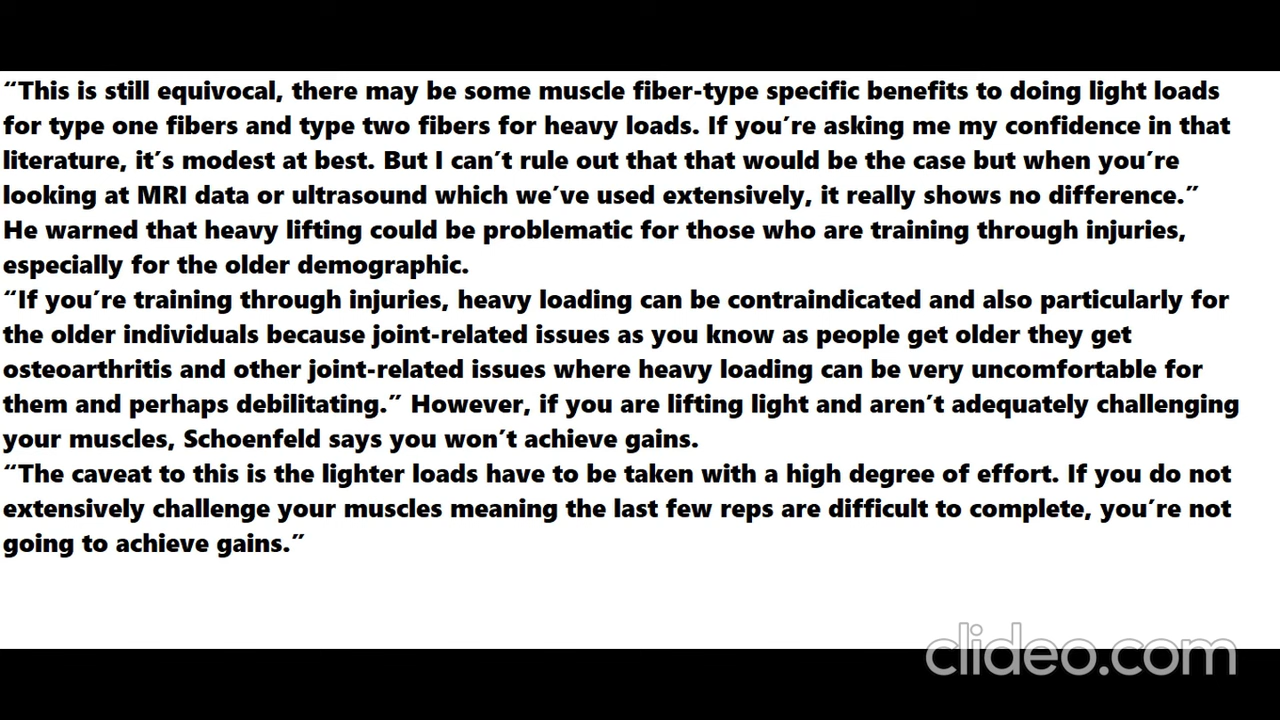 “This is still equivocal, there may be some muscle fiber-type specific benefits to doing light loads
for type one fibers and type two fibers for heavy loads. If you’re asking me my confidence in that
literature, it’s modest at best. But I can’t rule out that that would be the case but when you’re
looking at MRI data or ultrasound which we’ve used extensively, it really shows no difference.”
He warned that heavy lifting could be problematic for those who are training through injuries,
especially for the older demographic.
“If you’re training through injuries, heavy loading can be contraindicated and also particularly for
the older individuals because joint-related issues as you know as people get older they get
osteoarthritis and other joint-related issues where heavy loading can be very uncomfortable for
them and perhaps debilitating.” However, if you are lifting light and aren’t adequately challenging
your muscles, Schoenfeld says you won’t achieve gains.
“The caveat to this is the lighter loads have to be taken with a high degree of effort. If you do not
extensively challenge your muscles meaning the last few reps are difficult to complete, you’re not
going to achieve gains.”
clideo.com